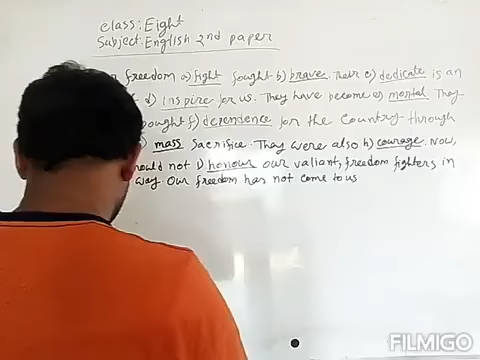 class: Eight
Subject: English 2nd paper
freedom a) fight fought b) brave. Their c) dedicate is an
d) inspire for us. They have become e) mortal They
bought f) dependence for the country through
mass sacrifice. They were also h) courage. Now,
not i) honour our valiant, freedom fighters in
way. Our freedom has not come to us
FILMIGO